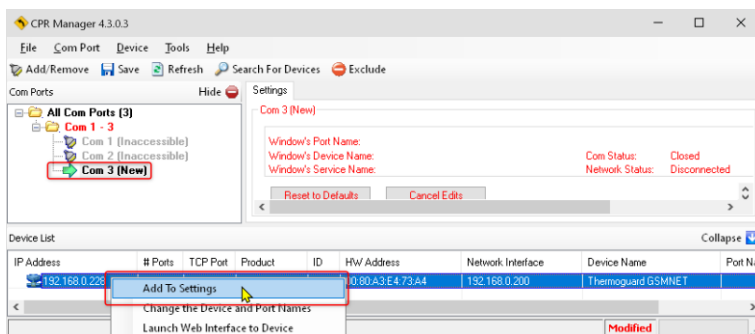 CPR Manager 4.3.0.3
File Com Port Device Tools Help
Add/Remove Save Refresh Search For Devices Exclude
Com Ports Hide
Settings
All Com Ports (3)
Com 1 - 3
Com 1 (Inaccessible)
Com 2 (Inaccessible)
Com 3 (New)
Com 3 (New)
Window's Port Name:
Window's Device Name: Com Status: Closed
Window's Service Name: Network Status: Disconnected
Reset to Defaults Cancel Edits
Device List Collapse
IP Address # Ports TCP Port Product ID HW Address Network Interface Device Name
192.168.0.228 00:80:A3:E4:73:A4 192.168.0.200 Thermoguard GSMNET
Add To Settings
Change the Device and Port Names
Launch Web Interface to Device
Modified